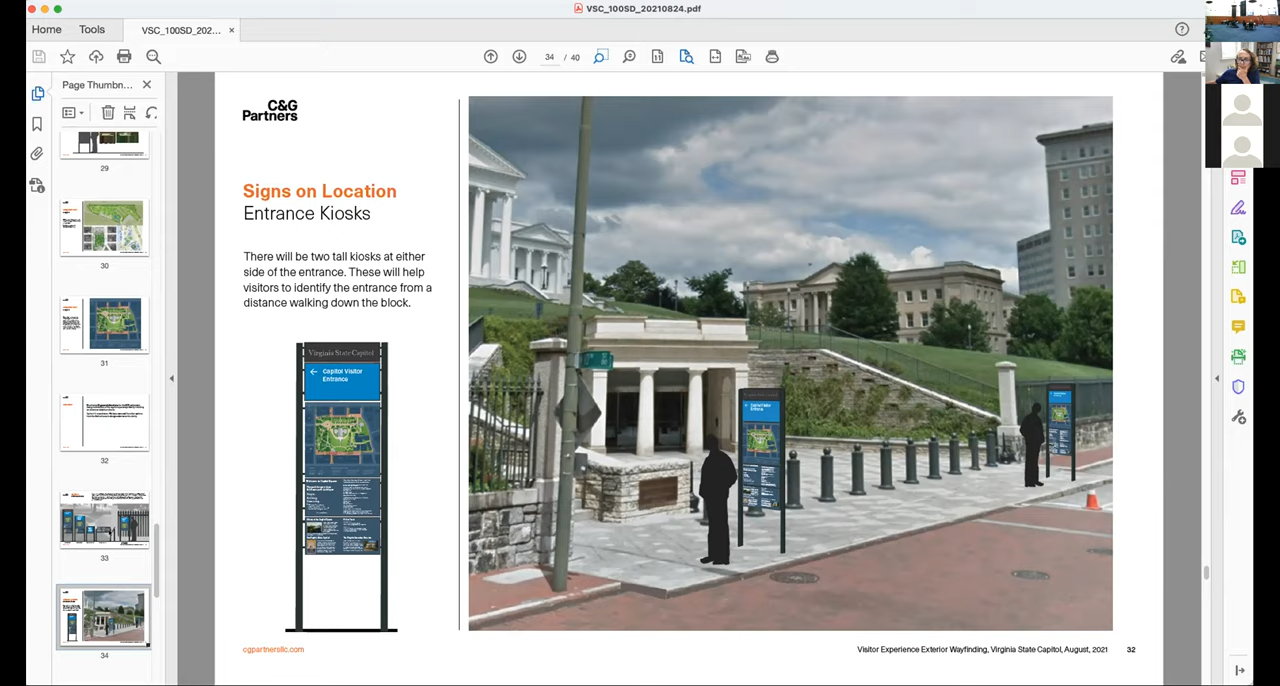 VSC_100SD_20210824.pdf
Home
Tools
VSC_100SD_202...
×
?
34 / 40
Page Thumbn...
29
30
31
32
33
34
C&G
Partners
Signs on Location
Entrance Kiosks
There will be two tall kiosks at either
side of the entrance. These will help
visitors to identify the entrance from a
distance walking down the block.
Virginia State Capitol
← Capitol Visitor
Entrance
cgpartnersllc.com
Visitor Experience Exterior Wayfinding, Virginia State Capitol, August, 2021
32